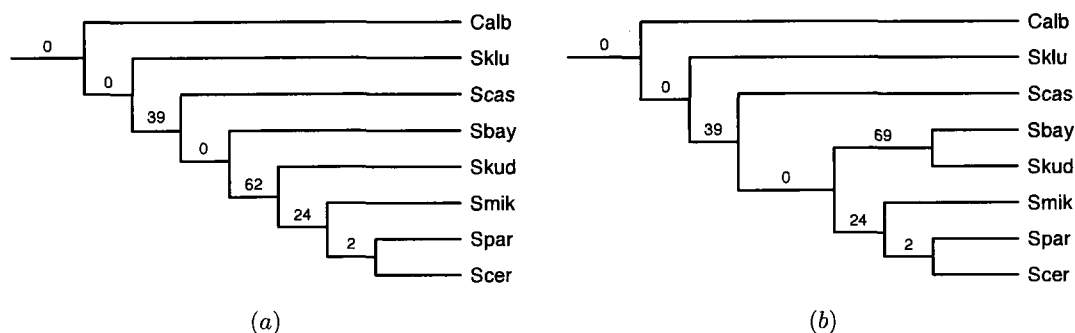 Calb
0
Sklu
0
Scas
39
Sbay
0
Skud
62
Smik
24
Spar
2
Scer
(a)
Calb
0
Sklu
0
Scas
39
Sbay
69
Skud
0
Smik
24
Spar
2
Scer
(b)